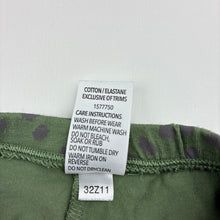 COTTON/ELASTANE
EXCLUSIVE OF TRIMS
1577750
CARE INSTRUCTIONS
WASH BEFORE WEAR
WARM MACHINE WASH
DO NOT BLEACH,
SOAK OR RUB
DO NOT TUMBLE DRY
WARM IRON ON
REVERSE
DO NOT DRYCLEAN
32Z11